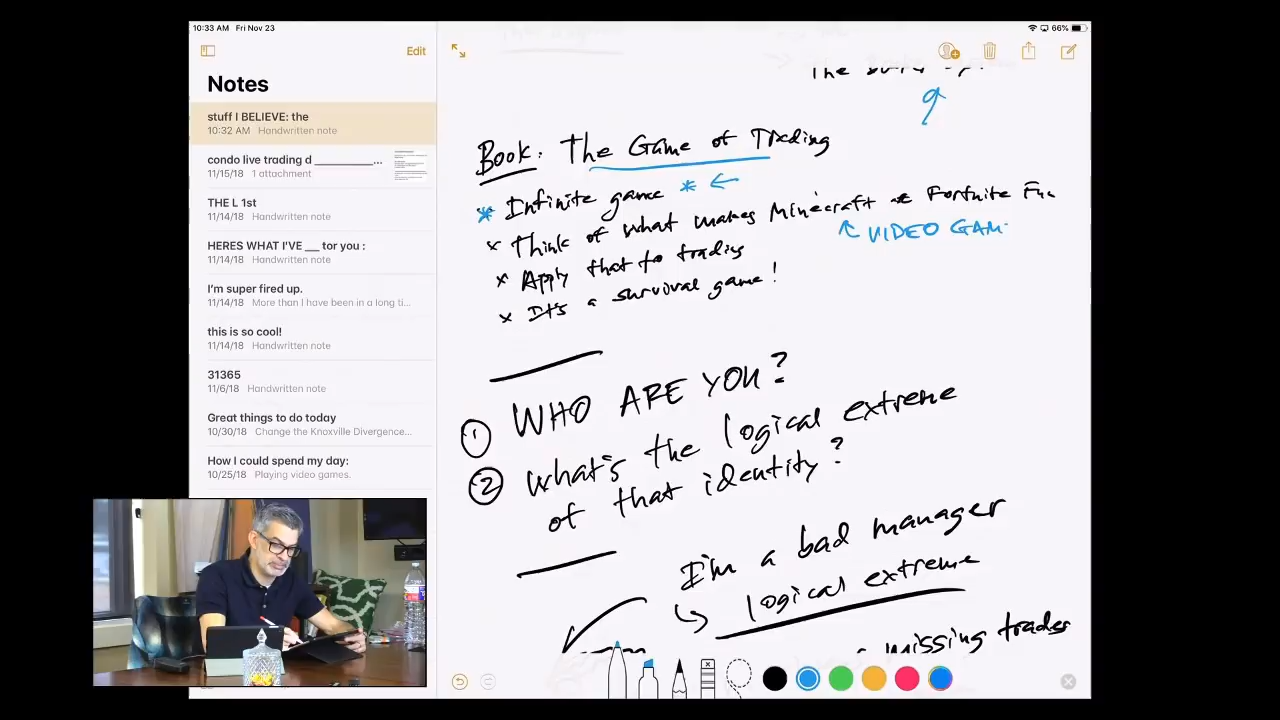 10:33 AM Fri Nov 23
66%
Edit
Notes
stuff I BELIEVE: the
10:32 AM Handwritten note
condo live trading d ________...
11/15/18 1 attachment
THE L 1st
11/14/18 Handwritten note
HERES WHAT I'VE ___ tor you :
11/14/18 Handwritten note
I'm super fired up.
11/14/18 More than I have been in a long ti...
this is so cool!
11/14/18 Handwritten note
31365
11/6/18 Handwritten note
Great things to do today
10/30/18 Change the Knoxville Divergence...
How I could spend my day:
10/25/18 Playing video games.
Book: The Game of Trading
* Infinite game * ←
x Think of what makes Minecraft Fortnite Fun
VIDEO GAM
x Apply that to trading
x It's a survival game!
① WHO ARE YOU?
② What's the logical extreme
of that identity?
I'm a bad manager
logical extreme
missing trades